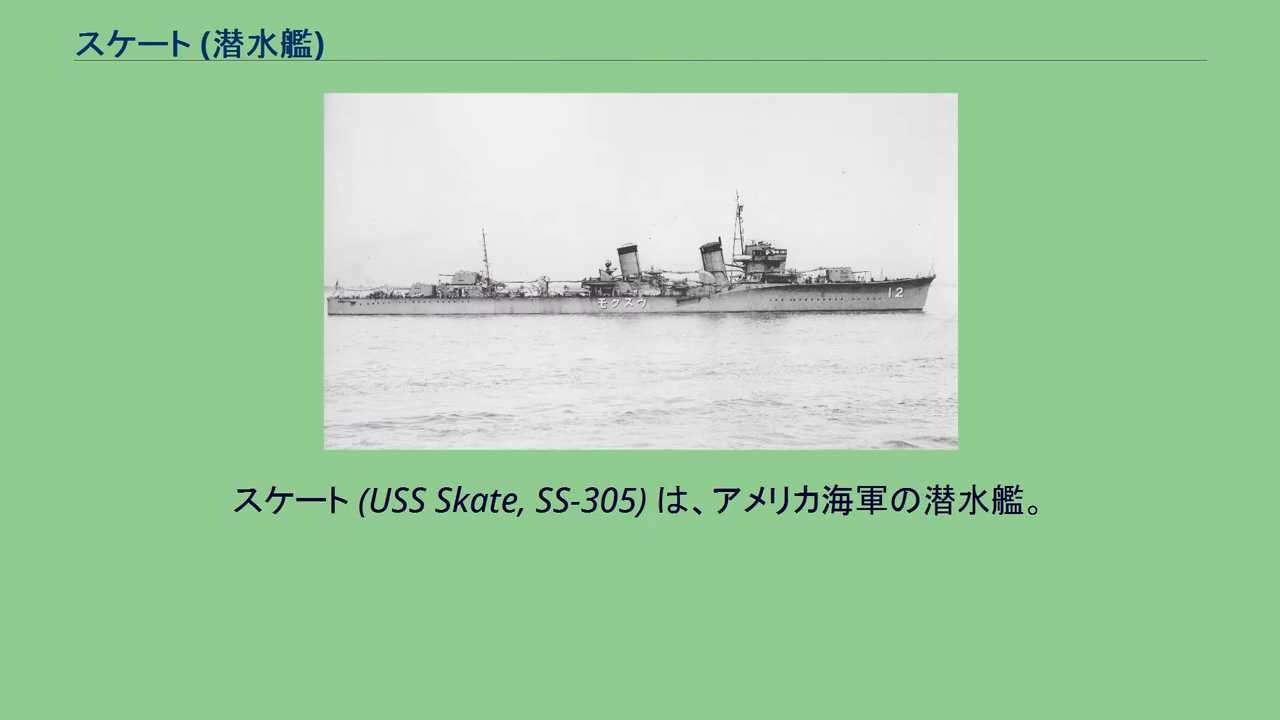 スケート (潜水艦)
12
モクスウ
スケート (USS Skate, SS-305) は、アメリカ海軍の潜水艦。